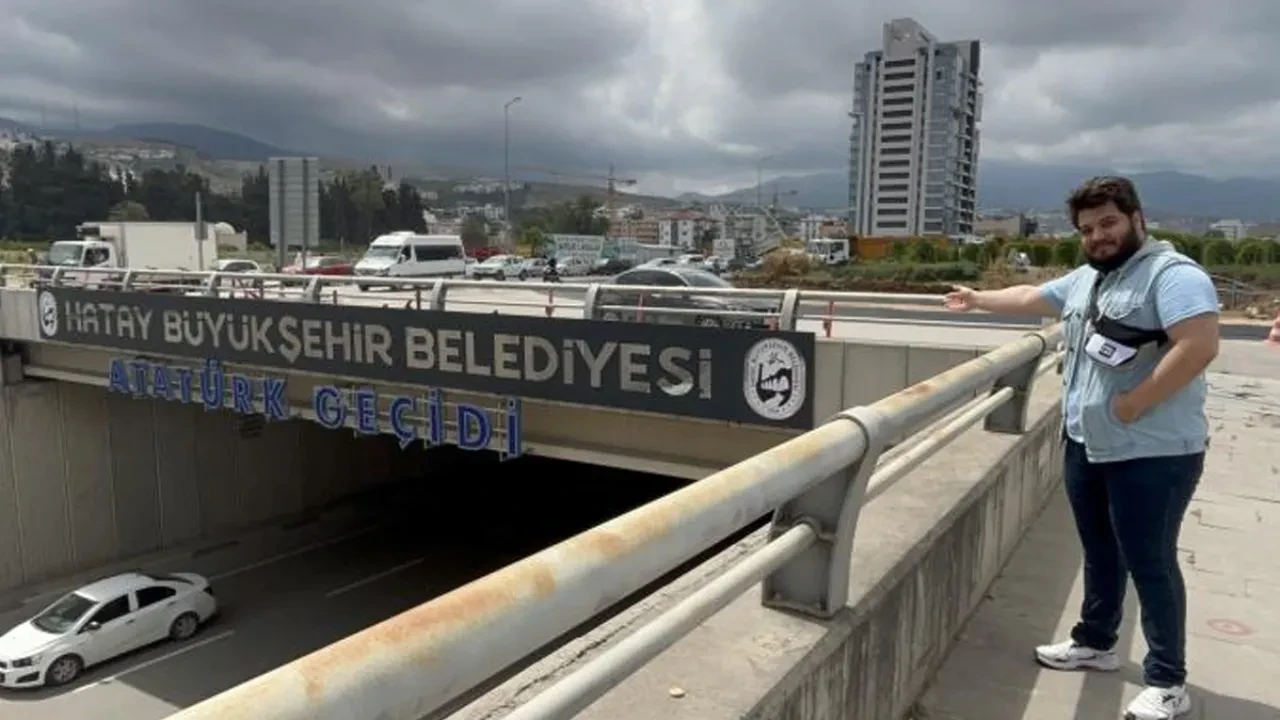 HATAY BÜYÜKŞEHİR BELEDİYESİ
ATATÜRK GEÇİDİ